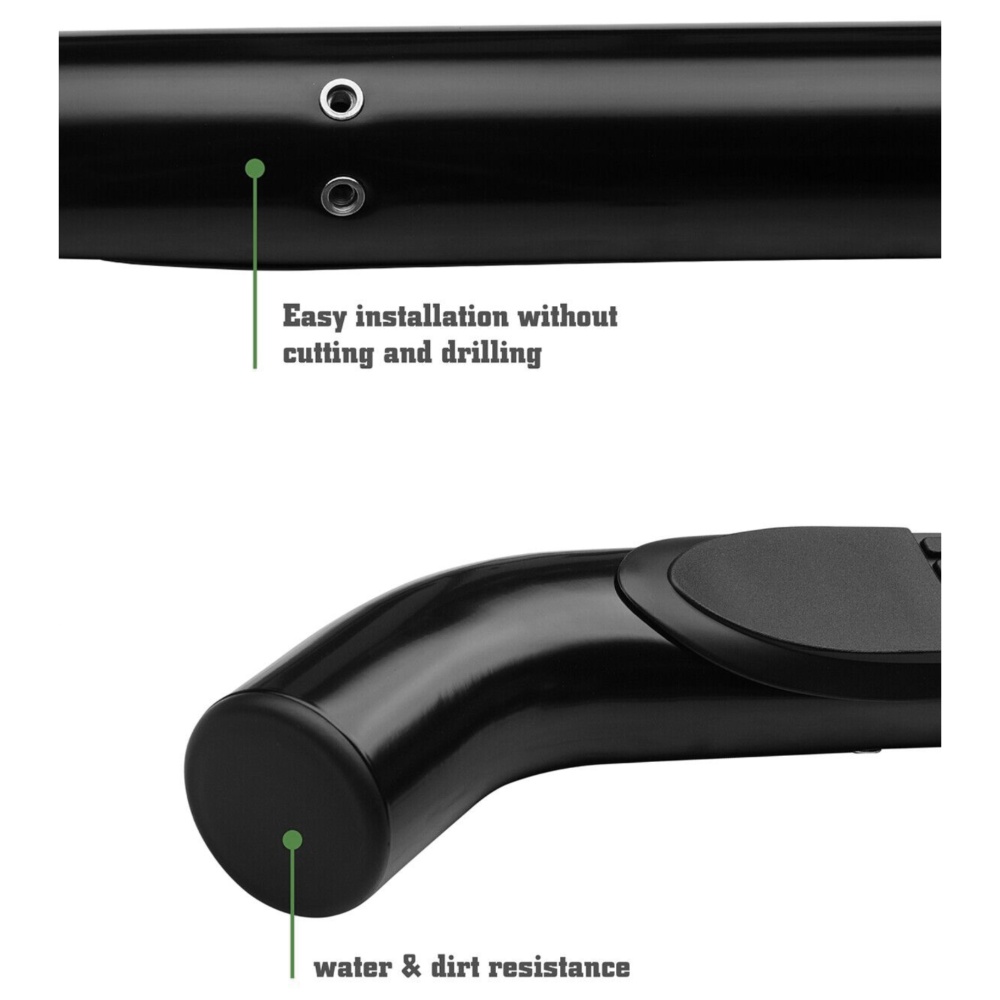 Easy installation without
cutting and drilling
water & dirt resistance